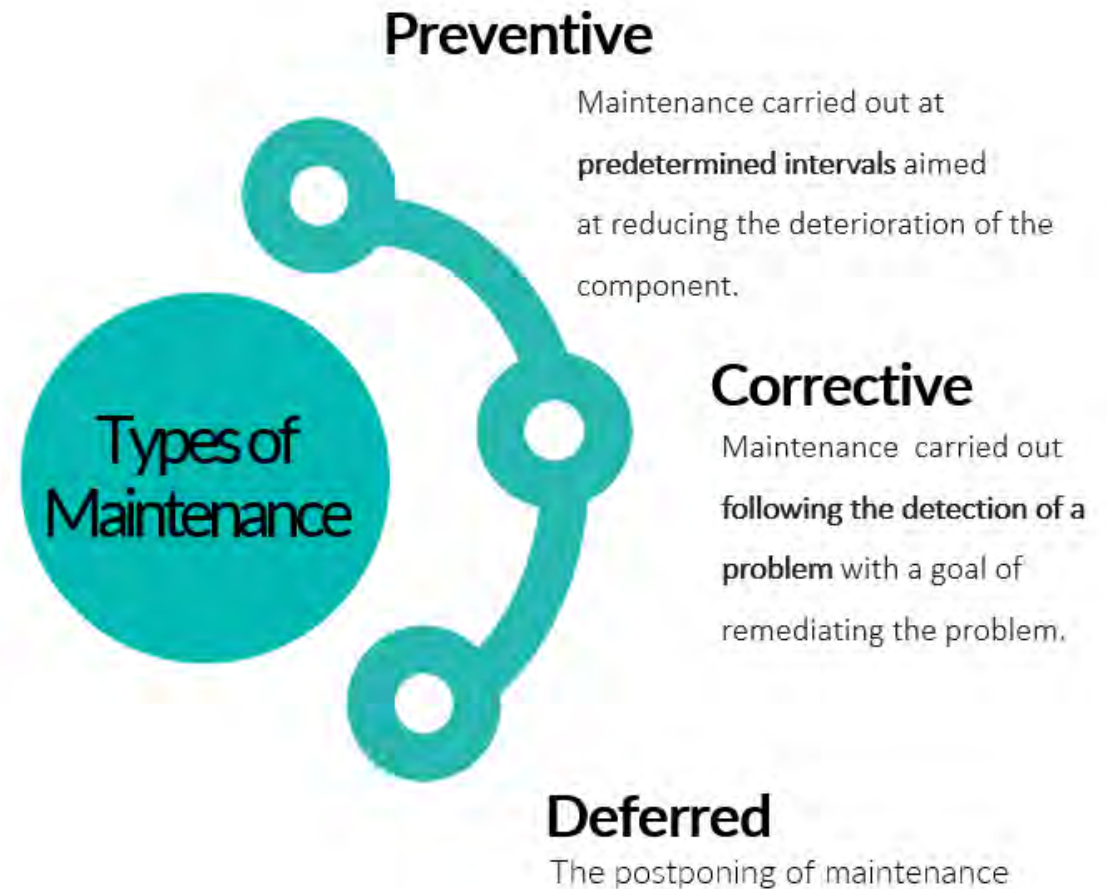 Preventive
Maintenance carried out at
predetermined intervals aimed
at reducing the deterioration of the
component.
Types of
Maintenance
Corrective
Maintenance carried out
following the detection of a
problem with a goal of
remediating the problem.
Deferred
The postponing of maintenance